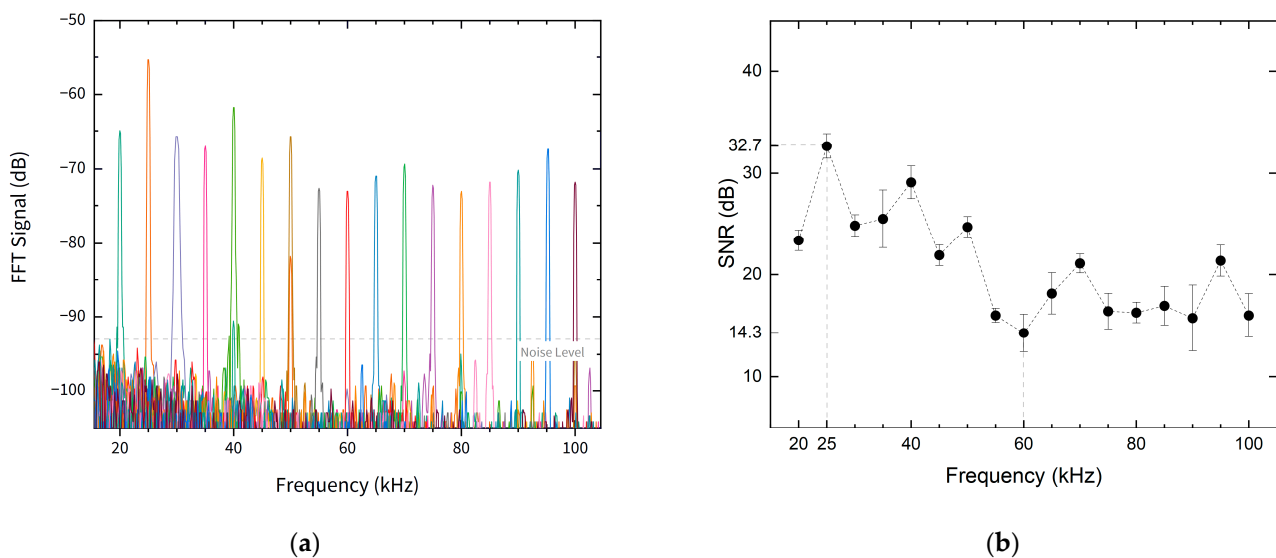 −50
−60
−70
−80
−90
−100
FFT Signal (dB)
Noise Level
20 40 60 80 100
Frequency (kHz)
(a)
40
32.7
30
20
14.3
10
SNR (dB)
20 25 40 60 80 100
Frequency (kHz)
(b)